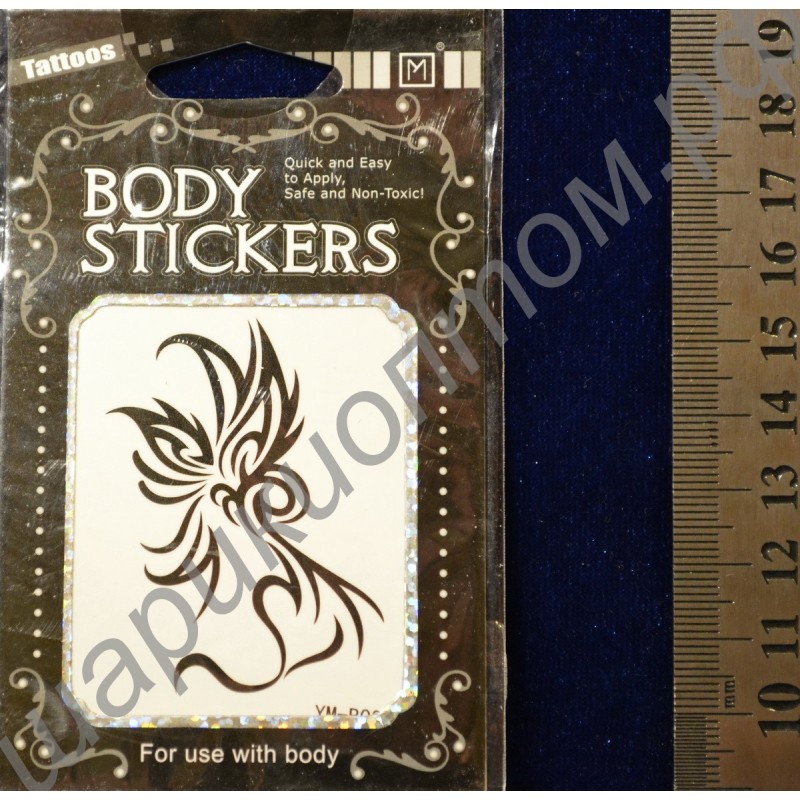 Tattoos
M
®
Quick and Easy
to Apply,
Safe and Non-Toxic!
BODY
STICKERS
For use with body
шарикиоптом.рф
19
18
17
16
15
14
13
12
11
10
mm